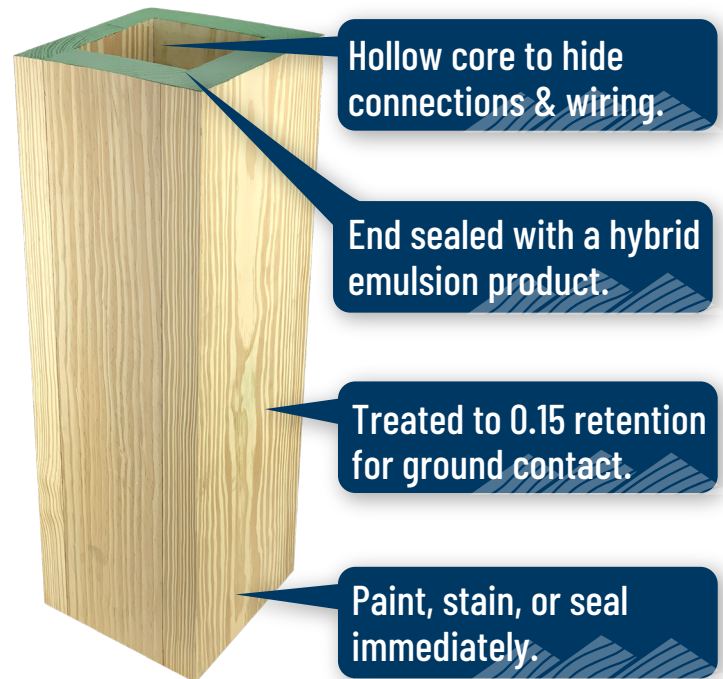 Hollow core to hide
connections & wiring.
End sealed with a hybrid
emulsion product.
Treated to 0.15 retention
for ground contact.
Paint, stain, or seal
immediately.